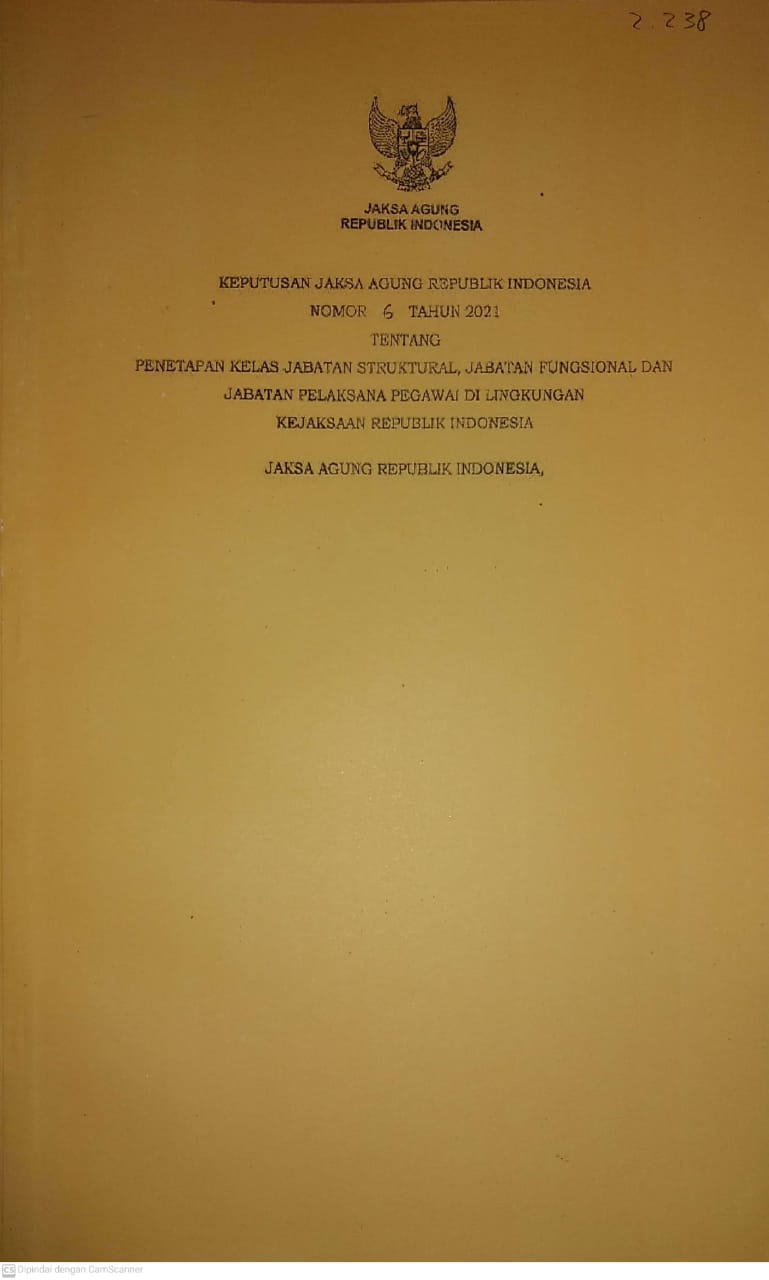 2.238
JAKSA AGUNG
REPUBLIK INDONESIA
KEPUTUSAN JAKSA AGUNG REPUBLIK INDONESIA
NOMOR 6 TAHUN 2021
TENTANG
PENETAPAN KELAS JABATAN STRUKTURAL, JABATAN FUNGSIONAL DAN
JABATAN PELAKSANA PEGAWAI DI LINGKUNGAN
KEJAKSAAN REPUBLIK INDONESIA
JAKSA AGUNG REPUBLIK INDONESIA,
CS Dipindai dengan CamScanner